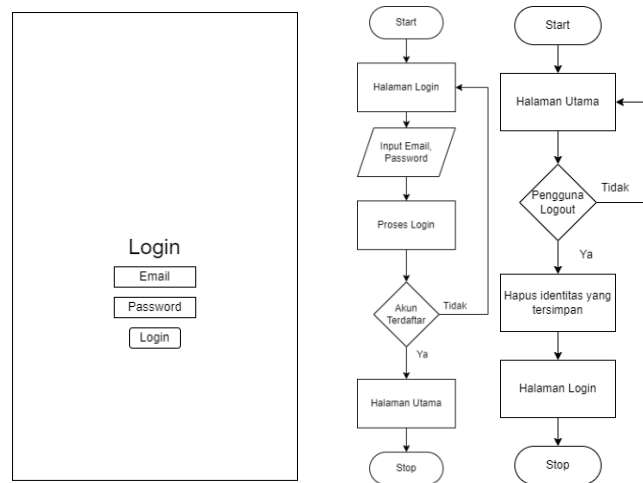 Login
Email
Password
Login
Start
Halaman Login
Input Email,
Password
Proses Login
Akun
Terdaftar
Tidak
Ya
Halaman Utama
Stop
Start
Halaman Utama
Pengguna
Logout
Tidak
Ya
Hapus identitas yang
tersimpan
Halaman Login
Stop